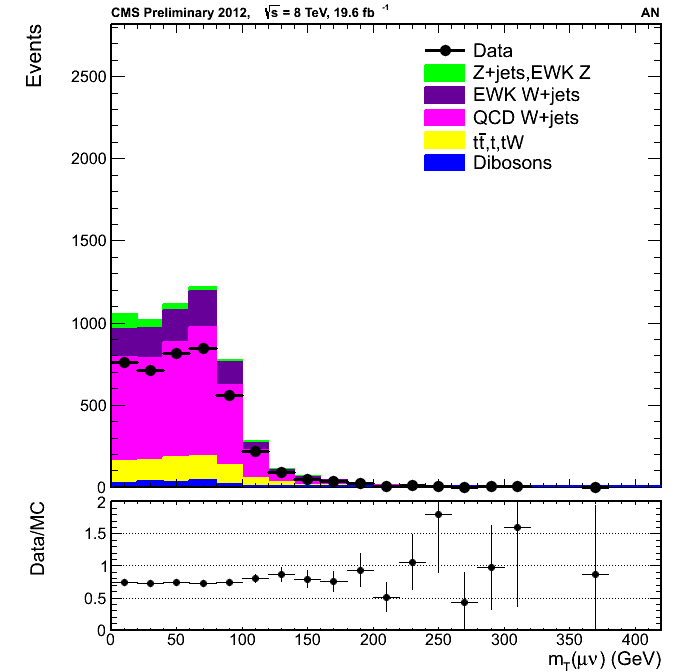 CMS Preliminary 2012, √s = 8 TeV, 19.6 fb⁻¹ AN
Events
Data
Z+jets,EWK Z
EWK W+jets
QCD W+jets
tt̅,t,tW
Dibosons
2500
2000
1500
1000
500
0
Data/MC
2
1.5
1
0.5
0
0 50 100 150 200 250 300 350 400
m_T(μν) (GeV)